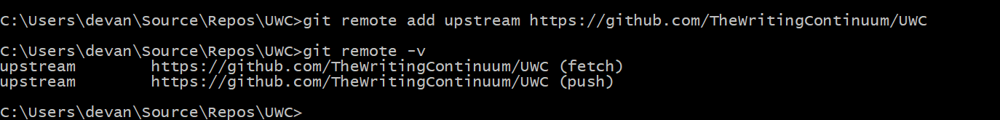 C:\Users\devan\Source\Repos\UWC>git remote add upstream https://github.com/TheWritingContinuum/UWC
C:\Users\devan\Source\Repos\UWC>git remote -v
upstream        https://github.com/TheWritingContinuum/UWC (fetch)
upstream        https://github.com/TheWritingContinuum/UWC (push)
C:\Users\devan\Source\Repos\UWC>